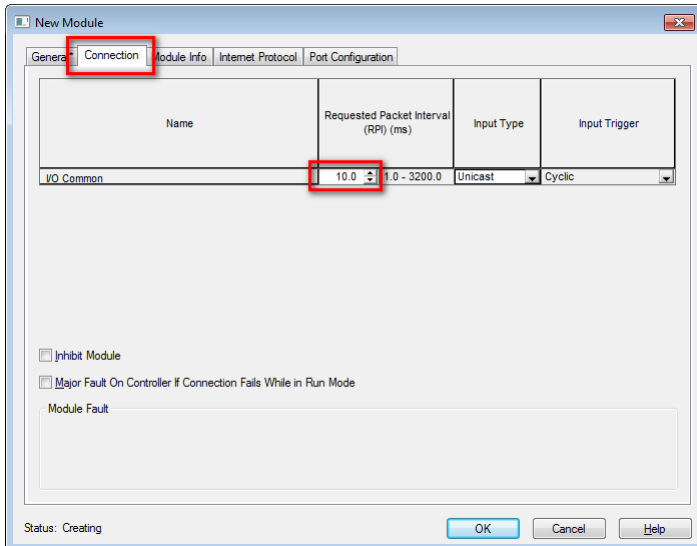 New Module
General* Connection Module Info Internet Protocol Port Configuration
Name
Requested Packet Interval
(RPI) (ms)
Input Type
Input Trigger
I/O Common 10.0 1.0 - 3200.0 Unicast Cyclic
Inhibit Module
Major Fault On Controller If Connection Fails While in Run Mode
Module Fault
Status: Creating OK Cancel Help